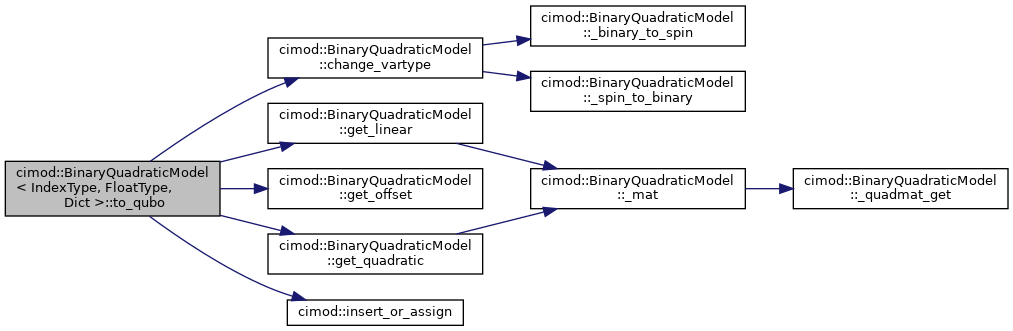 cimod::BinaryQuadraticModel
< IndexType, FloatType,
Dict >::to_qubo
cimod::BinaryQuadraticModel
::change_vartype
cimod::BinaryQuadraticModel
::_binary_to_spin
cimod::BinaryQuadraticModel
::_spin_to_binary
cimod::BinaryQuadraticModel
::get_linear
cimod::BinaryQuadraticModel
::get_offset
cimod::BinaryQuadraticModel
::get_quadratic
cimod::BinaryQuadraticModel
::_mat
cimod::BinaryQuadraticModel
::_quadmat_get
cimod::insert_or_assign